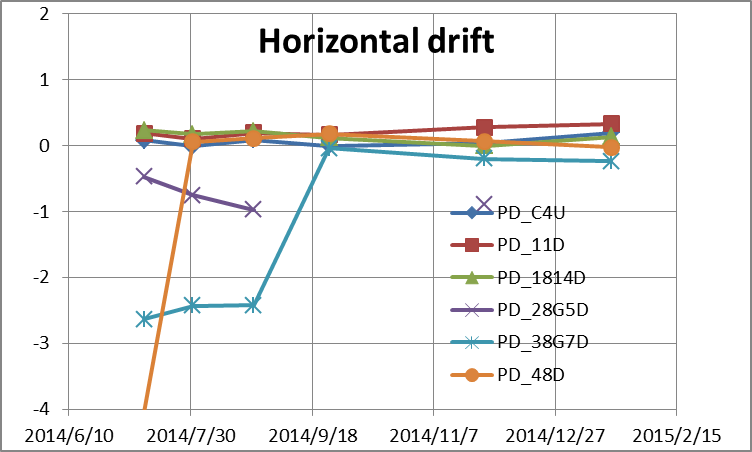 Horizontal drift
2
1
0
-1
-2
-3
-4
2014/6/10 2014/7/30 2014/9/18 2014/11/7 2014/12/27 2015/2/15
PD_C4U
PD_11D
PD_1814D
PD_28G5D
PD_38G7D
PD_48D